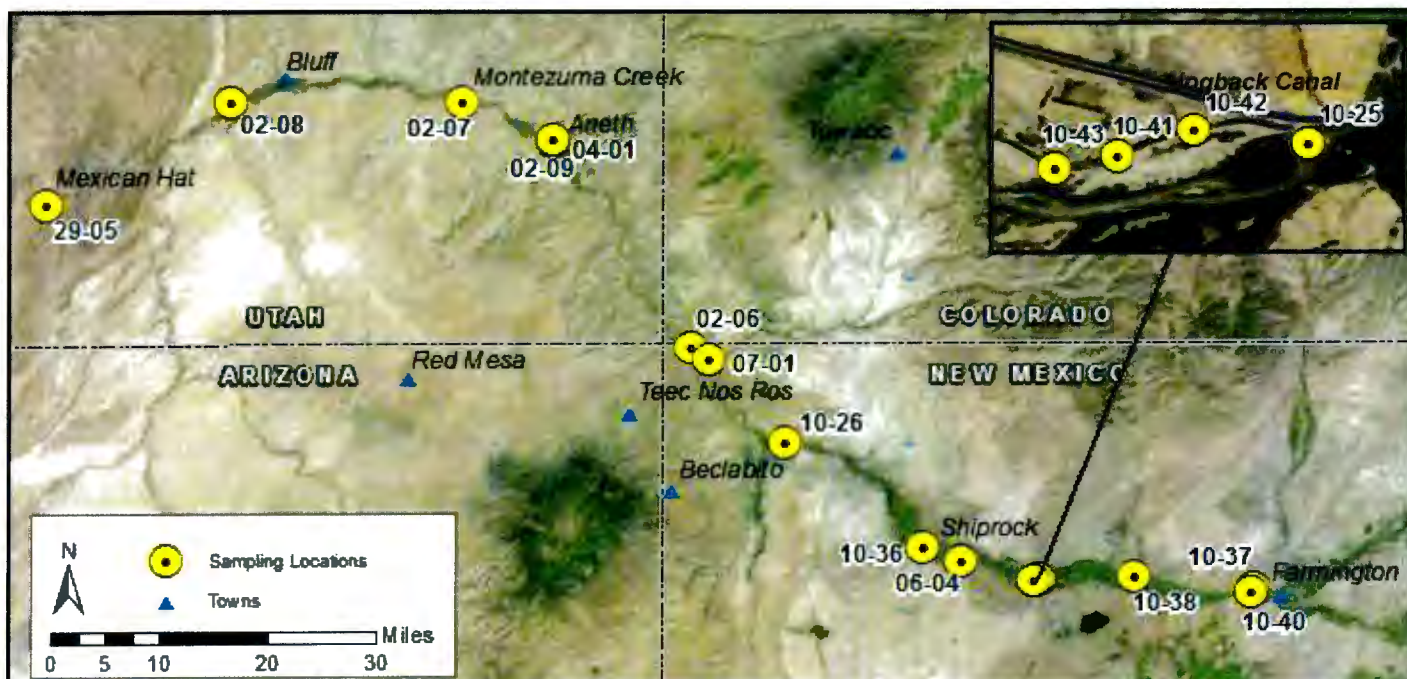 Bluff
Montezuma Creek
02-08
02-07
Aneth
04-01
02-09
Mexican Hat
29-05
Hogback Canal
10-42
10-25
10-43
10-41
UTAH
COLORADO
02-06
ARIZONA
Red Mesa
07-01
NEW MEXICO
Teec Nos Ros
10-26
Beclabito
Shiprock
10-36
06-04
10-37
Farmington
10-38
10-40
N
Sampling Locations
Towns
Miles
0 5 10 20 30